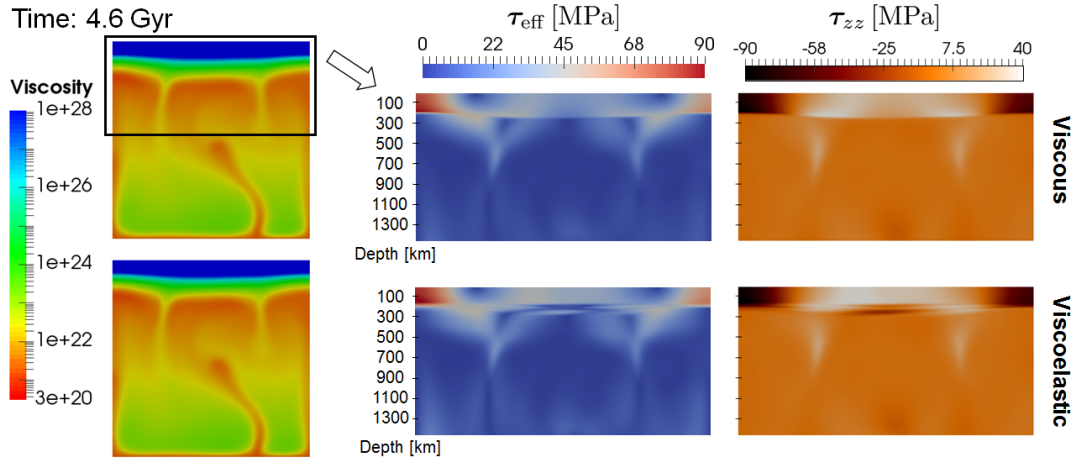 Time: 4.6 Gyr
Viscosity
1e+28
1e+26
1e+24
1e+22
3e+20
τeff [MPa]
0 22 45 68 90
τzz [MPa]
-90 -58 -25 7.5 40
100
300
500
700
900
1100
1300
Depth [km]
Viscous
100
300
500
700
900
1100
1300
Depth [km]
Viscoelastic